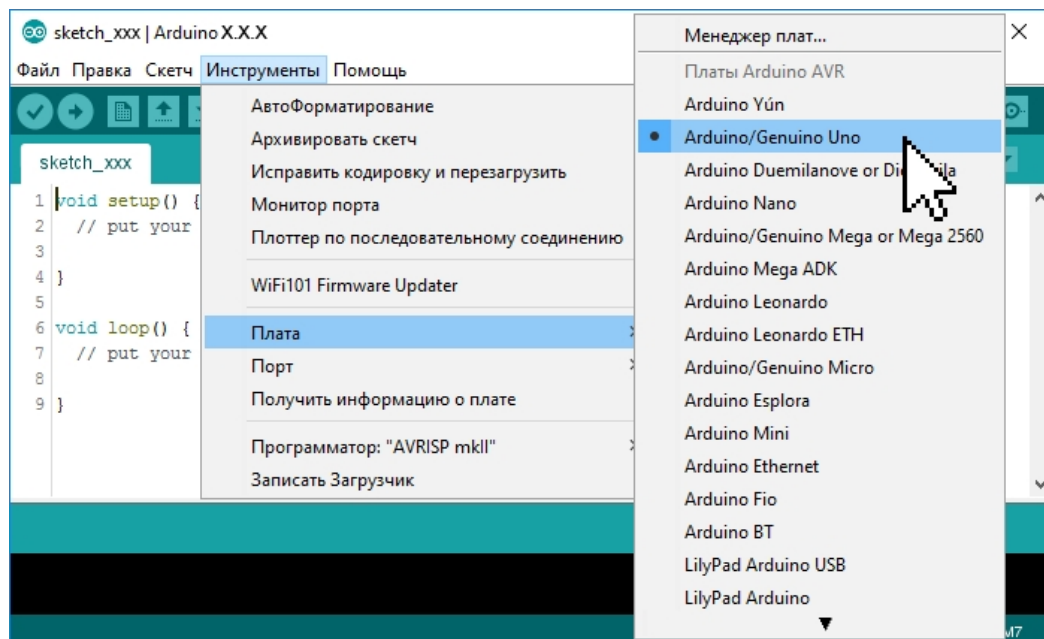 sketch_xxx | Arduino X.X.X
Файл Правка Скетч Инструменты Помощь
sketch_xxx
1 void setup() {
2 // put your
3
4 }
5
6 void loop() {
7 // put your
8
9 }
АвтоФорматирование
Архивировать скетч
Исправить кодировку и перезагрузить
Монитор порта
Плоттер по последовательному соединению
WiFi101 Firmware Updater
Плата
Порт
Получить информацию о плате
Программатор: "AVRISP mkII"
Записать Загрузчик
Менеджер плат...
Платы Arduino AVR
Arduino Yún
Arduino/Genuino Uno
Arduino Duemilanove or
Arduino Nano
Arduino/Genuino Mega or Mega 2560
Arduino Mega ADK
Arduino Leonardo
Arduino Leonardo ETH
Arduino/Genuino Micro
Arduino Esplora
Arduino Mini
Arduino Ethernet
Arduino Fio
Arduino BT
LilyPad Arduino USB
LilyPad Arduino